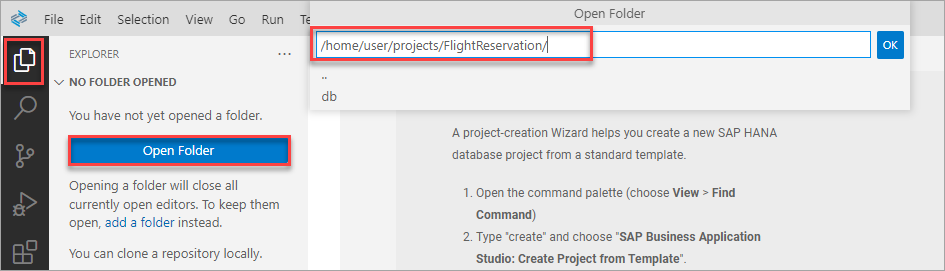 File Edit Selection View Go Run Te
Open Folder
/home/user/projects/FlightReservation/
OK
..
db
EXPLORER
NO FOLDER OPENED
You have not yet opened a folder.
Open Folder
Opening a folder will close all
currently open editors. To keep them
open, add a folder instead.
You can clone a repository locally.
A project-creation Wizard helps you create a new SAP HANA
database project from a standard template.
1. Open the command palette (choose View > Find
Command)
2. Type "create" and choose "SAP Business Application
Studio: Create Project from Template".